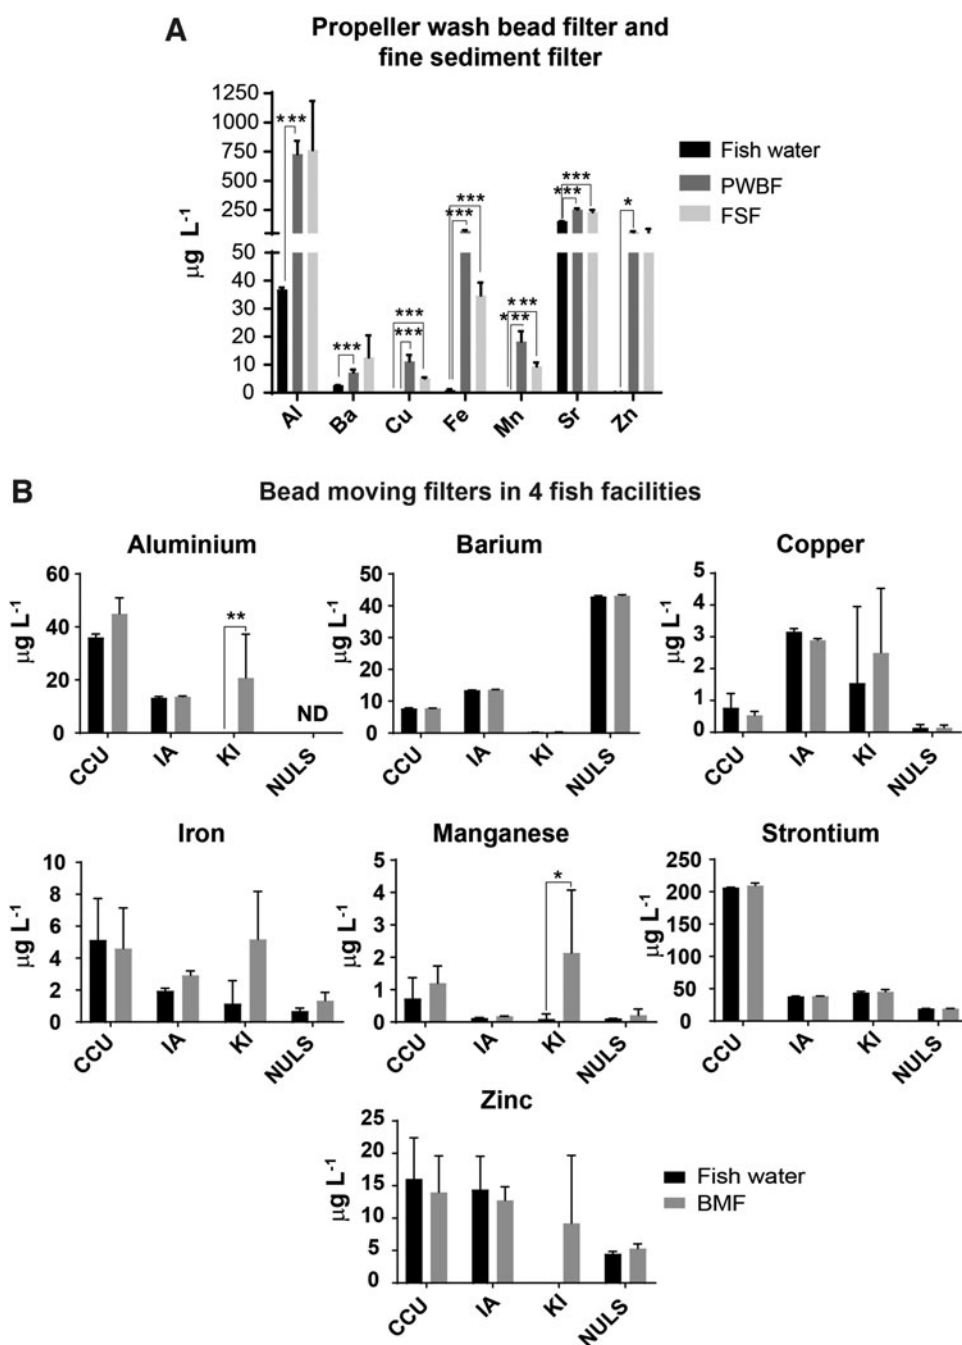 A
Propeller wash bead filter and
fine sediment filter
µg L-1
1250
1000
750
500
250
50
40
30
20
10
0
***
***
***
***
***
***
***
***
***
***
*
Al
Ba
Cu
Fe
Mn
Sr
Zn
Fish water
PWBF
FSF
B
Bead moving filters in 4 fish facilities
Aluminium
µg L-1
60
40
20
0
**
ND
CCU
IA
KI
NULS
Barium
µg L-1
50
40
30
20
10
0
CCU
IA
KI
NULS
Copper
µg L-1
5
4
3
2
1
0
CCU
IA
KI
NULS
Iron
µg L-1
10
8
6
4
2
0
CCU
IA
KI
NULS
Manganese
µg L-1
5
4
3
2
1
0
*
CCU
IA
KI
NULS
Strontium
µg L-1
250
200
150
100
50
0
CCU
IA
KI
NULS
Zinc
µg L-1
25
20
15
10
5
0
CCU
IA
KI
NULS
Fish water
BMF